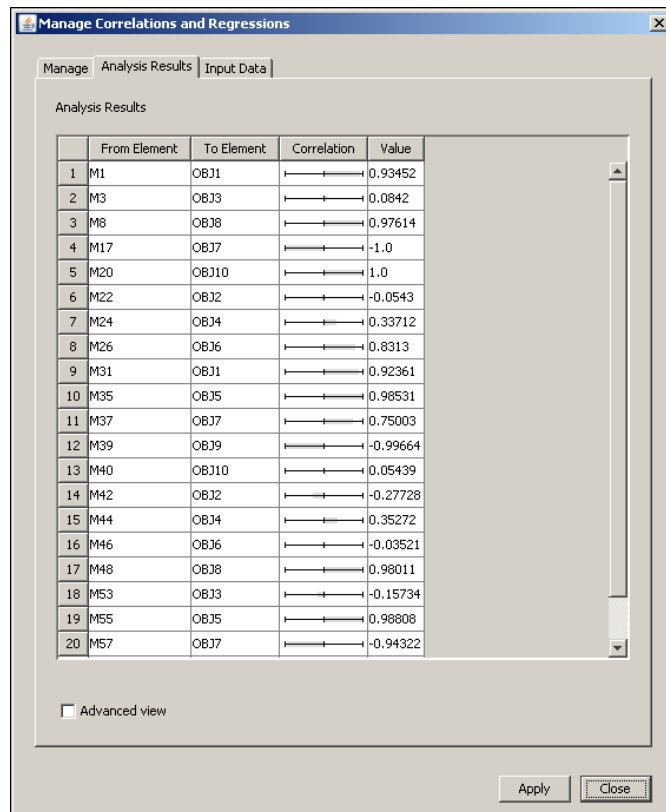 Manage Correlations and Regressions
Manage Analysis Results Input Data
Analysis Results
From Element To Element Correlation Value
1 M1 OBJ1 0.93452
2 M3 OBJ3 0.0842
3 M8 OBJ8 0.97614
4 M17 OBJ7 -1.0
5 M20 OBJ10 1.0
6 M22 OBJ2 -0.0543
7 M24 OBJ4 0.33712
8 M26 OBJ6 0.8313
9 M31 OBJ1 0.92361
10 M35 OBJ5 0.98531
11 M37 OBJ7 0.75003
12 M39 OBJ9 -0.99664
13 M40 OBJ10 0.05439
14 M42 OBJ2 -0.27728
15 M44 OBJ4 0.35272
16 M46 OBJ6 -0.03521
17 M48 OBJ8 0.98011
18 M53 OBJ3 -0.15734
19 M55 OBJ5 0.98808
20 M57 OBJ7 -0.94322
Advanced view
Apply Close